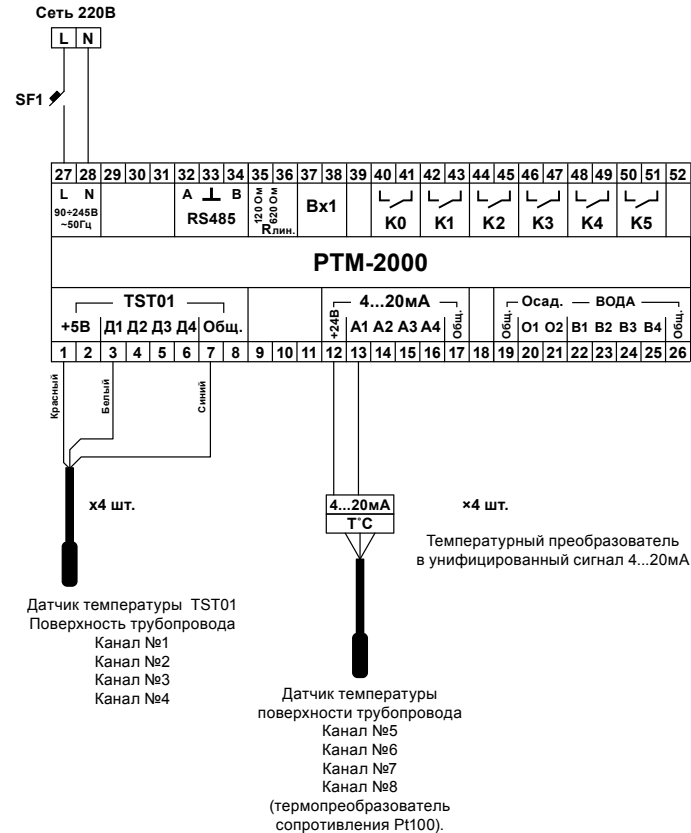 Сеть 220В
L N
SF1
27 28 29 30 31 32 33 34 35 36 37 38 39 40 41 42 43 44 45 46 47 48 49 50 51 52
L N
90÷245В
~50Гц
A ⊥ B
RS485
120 Ом
620 Ом
Rлин.
Вх1
K0 K1 K2 K3 K4 K5
РТМ-2000
TST01
+5В Д1 Д2 Д3 Д4 Общ.
4...20мА
+24В А1 А2 А3 А4 Общ.
Осад. — ВОДА
Общ. О1 О2 В1 В2 В3 В4 Общ.
1 2 3 4 5 6 7 8 9 10 11 12 13 14 15 16 17 18 19 20 21 22 23 24 25 26
Красный
Белый
Синий
х4 шт.
4...20мА
T˚C
×4 шт.
Температурный преобразователь
в унифицированный сигнал 4...20мА
Датчик температуры TST01
Поверхность трубопровода
Канал №1
Канал №2
Канал №3
Канал №4
Датчик температуры
поверхности трубопровода
Канал №5
Канал №6
Канал №7
Канал №8
(термопреобразователь
сопротивления Pt100).